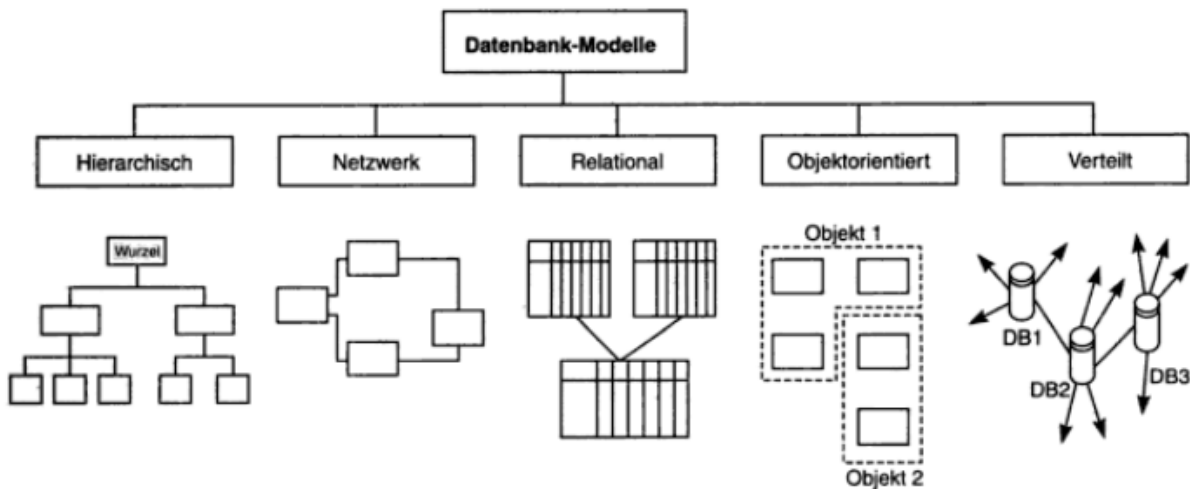 Datenbank-Modelle
Hierarchisch
Netzwerk
Relational
Objektorientiert
Verteilt
Wurzel
Objekt 1
Objekt 2
DB1
DB2
DB3